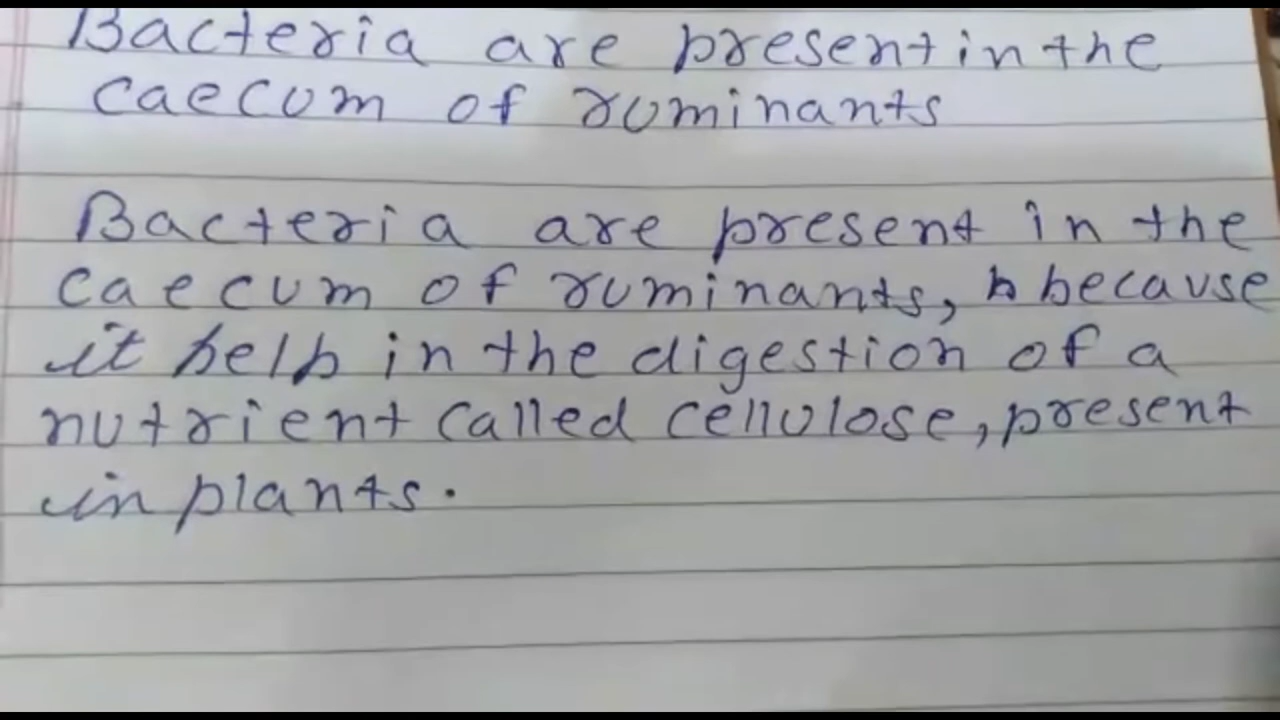 Bacteria are present in the
caecum of ruminants
Bacteria are present in the
caecum of ruminants, because
it help in the digestion of a
nutrient called cellulose, present
in plants.